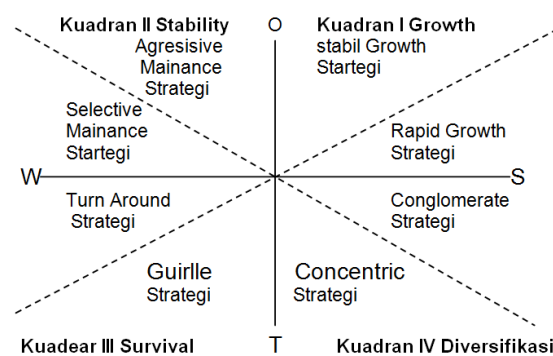 Kuadran II Stability
O
Kuadran I Growth
Agresisive
Mainance
Strategi
stabil Growth
Startegi
Selective
Mainance
Startegi
Rapid Growth
Strategi
W
S
Turn Around
Strategi
Conglomerate
Strategi
Guirlle
Strategi
Concentric
Strategi
Kuadear III Survival
T
Kuadran IV Diversifikasi